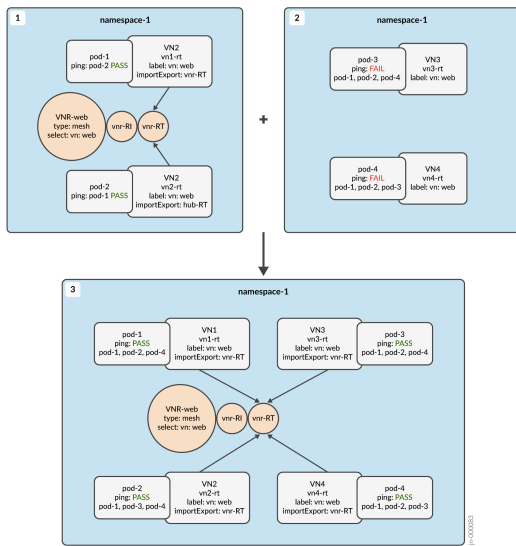 1
namespace-1
pod-1
ping: pod-2 PASS
VN2
vn1-rt
label: vn: web
importExport: vnr-RT
VNR-web
type: mesh
select: vn: web
vnr-RI
vnr-RT
pod-2
ping: pod-1 PASS
VN2
vn2-rt
label: vn: web
importExport: hub-RT
+
2
namespace-1
pod-3
ping: FAIL
pod-1, pod-2, pod-4
VN3
vn3-rt
label: vn: web
pod-4
ping: FAIL
pod-1, pod-2, pod-3
VN4
vn4-rt
label: vn: web
3
namespace-1
pod-1
ping: PASS
pod-1, pod-2, pod-4
VN1
vn1-rt
label: vn: web
importExport: vnr-RT
VN3
vn3-rt
label: vn: web
importExport: vnr-RT
pod-3
ping: PASS
pod-1, pod-2, pod-4
VNR-web
type: mesh
select: vn: web
vnr-RI
vnr-RT
pod-2
ping: PASS
pod-1, pod-3, pod-4
VN2
vn2-rt
label: vn: web
importExport: vnr-RT
VN4
vn4-rt
label: vn: web
importExport: vnr-RT
pod-4
ping: PASS
pod-1, pod-2, pod-3
jn-000083